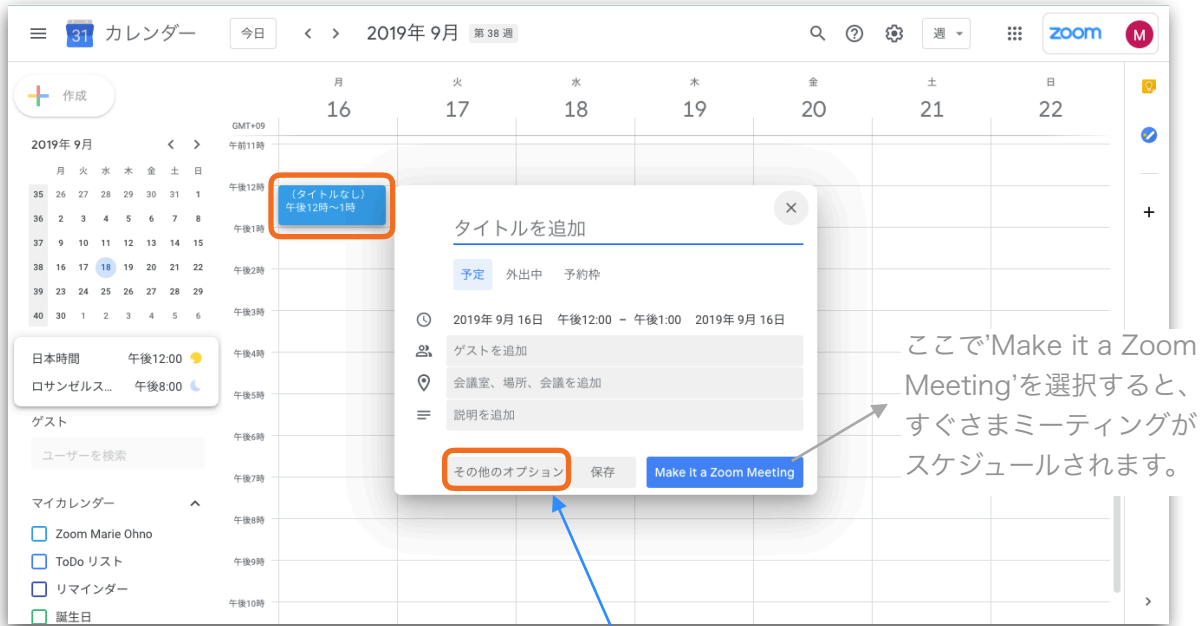 31 カレンダー 今日 2019年 9月 第 38 週 週 zoom M
作成
月 火 水 木 金 土 日
16 17 18 19 20 21 22
GMT+09
2019年 9月
月 火 水 木 金 土 日
35 26 27 28 29 30 31 1
36 2 3 4 5 6 7 8
37 9 10 11 12 13 14 15
38 16 17 18 19 20 21 22
39 23 24 25 26 27 28 29
40 30 1 2 3 4 5 6
日本時間 午後12:00
ロサンゼルス... 午後8:00
ゲスト
ユーザーを検索
マイカレンダー
Zoom Marie Ohno
ToDo リスト
リマインダー
誕生日
午前11時
午後12時
午後1時
午後2時
午後3時
午後4時
午後5時
午後6時
午後7時
午後8時
午後9時
午後10時
（タイトルなし）
午後12時～1時
タイトルを追加
予定 外出中 予約枠
2019年 9月 16日 午後12:00 – 午後1:00 2019年 9月 16日
ゲストを追加
会議室、場所、会議を追加
説明を追加
その他のオプション 保存 Make it a Zoom Meeting
ここで'Make it a Zoom
Meeting'を選択すると、
すぐさまミーティングが
スケジュールされます。